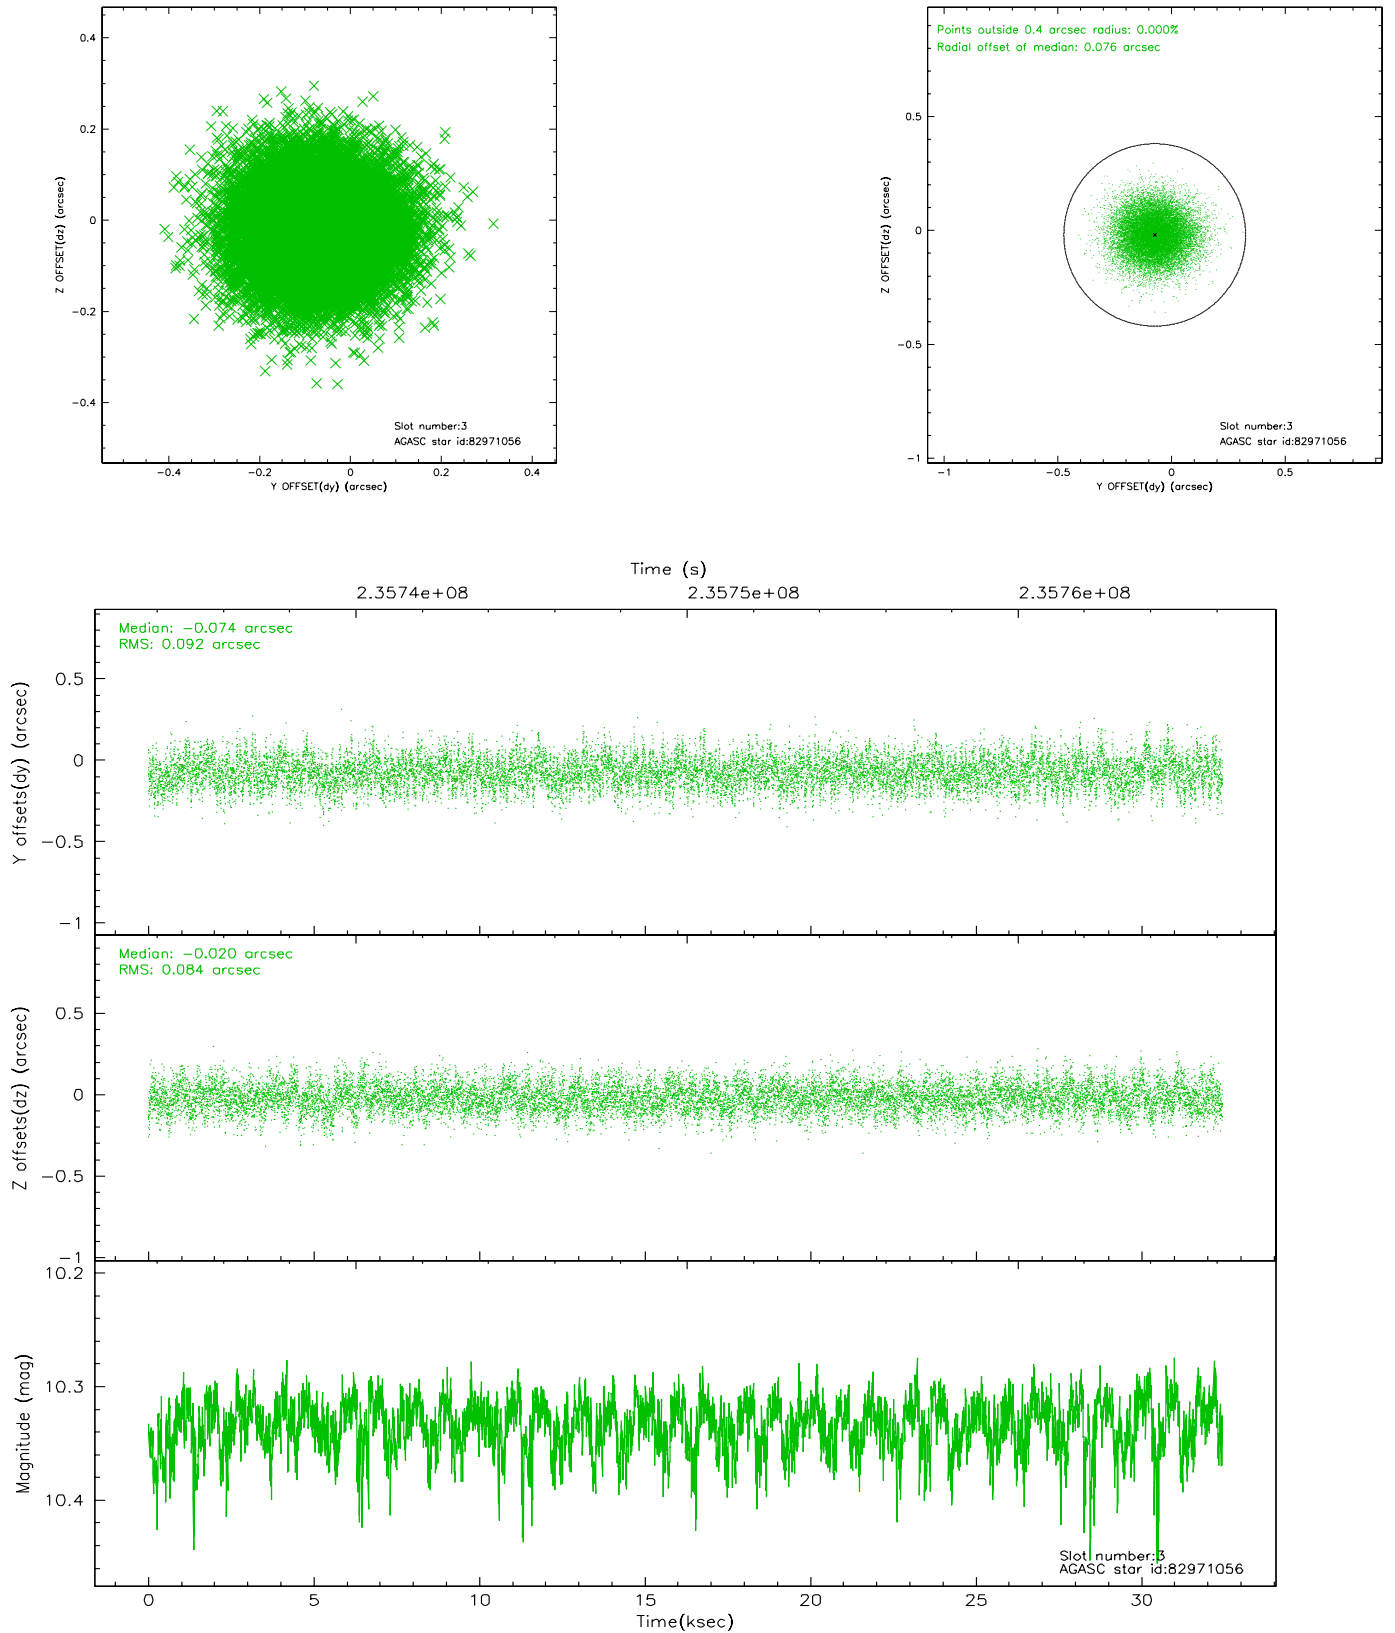 0.4
0.2
0
−0.2
−0.4
Z OFFSET(dz) (arcsec)
−0.4 −0.2 0 0.2 0.4
Y OFFSET(dy) (arcsec)
Slot number:3
AGASC star id:82971056
Points outside 0.4 arcsec radius: 0.000%
Radial offset of median: 0.076 arcsec
0.5
0
−0.5
−1
Z OFFSET(dz) (arcsec)
−1 −0.5 0 0.5
Y OFFSET(dy) (arcsec)
Slot number:3
AGASC star id:82971056
Time (s)
2.3574e+08 2.3575e+08 2.3576e+08
Median: −0.074 arcsec
RMS: 0.092 arcsec
0.5
0
−0.5
−1
Y offsets(dy) (arcsec)
Median: −0.020 arcsec
RMS: 0.084 arcsec
0.5
0
−0.5
−1
Z offsets(dz) (arcsec)
10.2
10.3
10.4
Magnitude (mag)
Slot number:3
AGASC star id:82971056
0 5 10 15 20 25 30
Time(ksec)